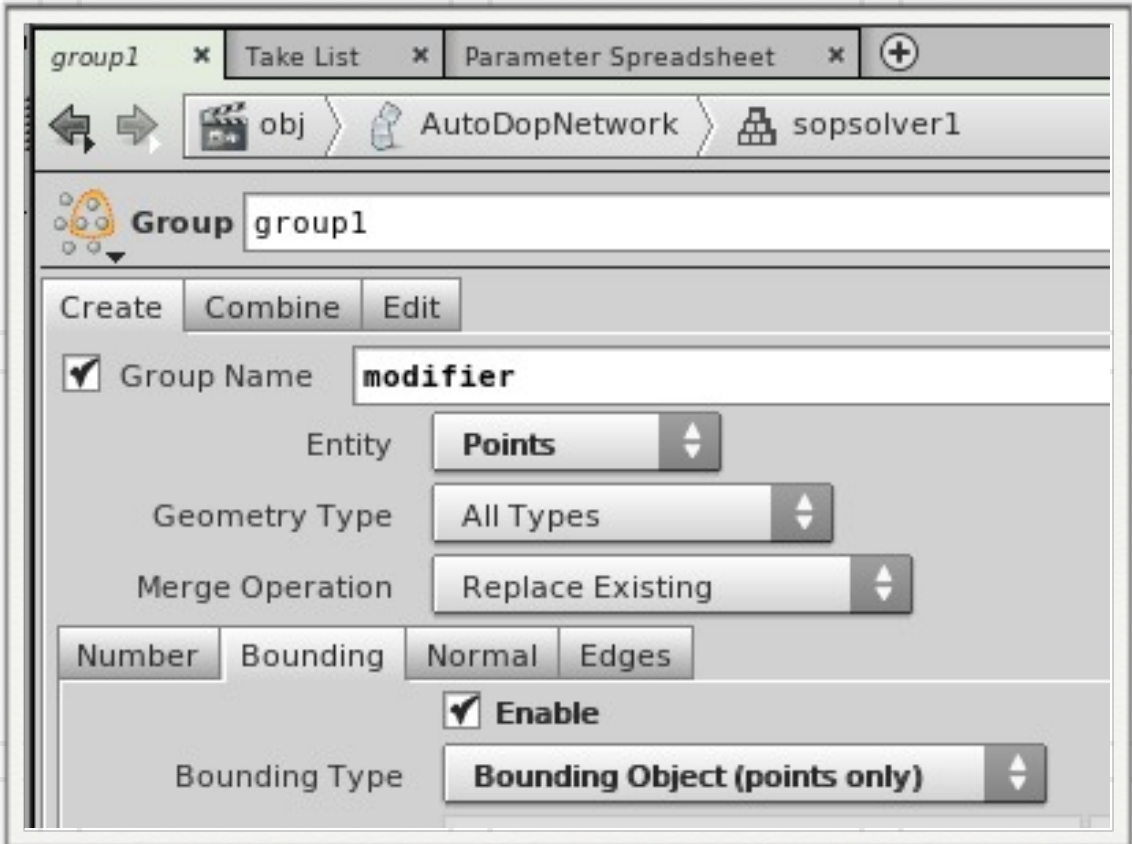 group1 Take List Parameter Spreadsheet
obj AutoDopNetwork sopsolver1
Group group1
Create Combine Edit
Group Name modifier
Entity Points
Geometry Type All Types
Merge Operation Replace Existing
Number Bounding Normal Edges
Enable
Bounding Type Bounding Object (points only)